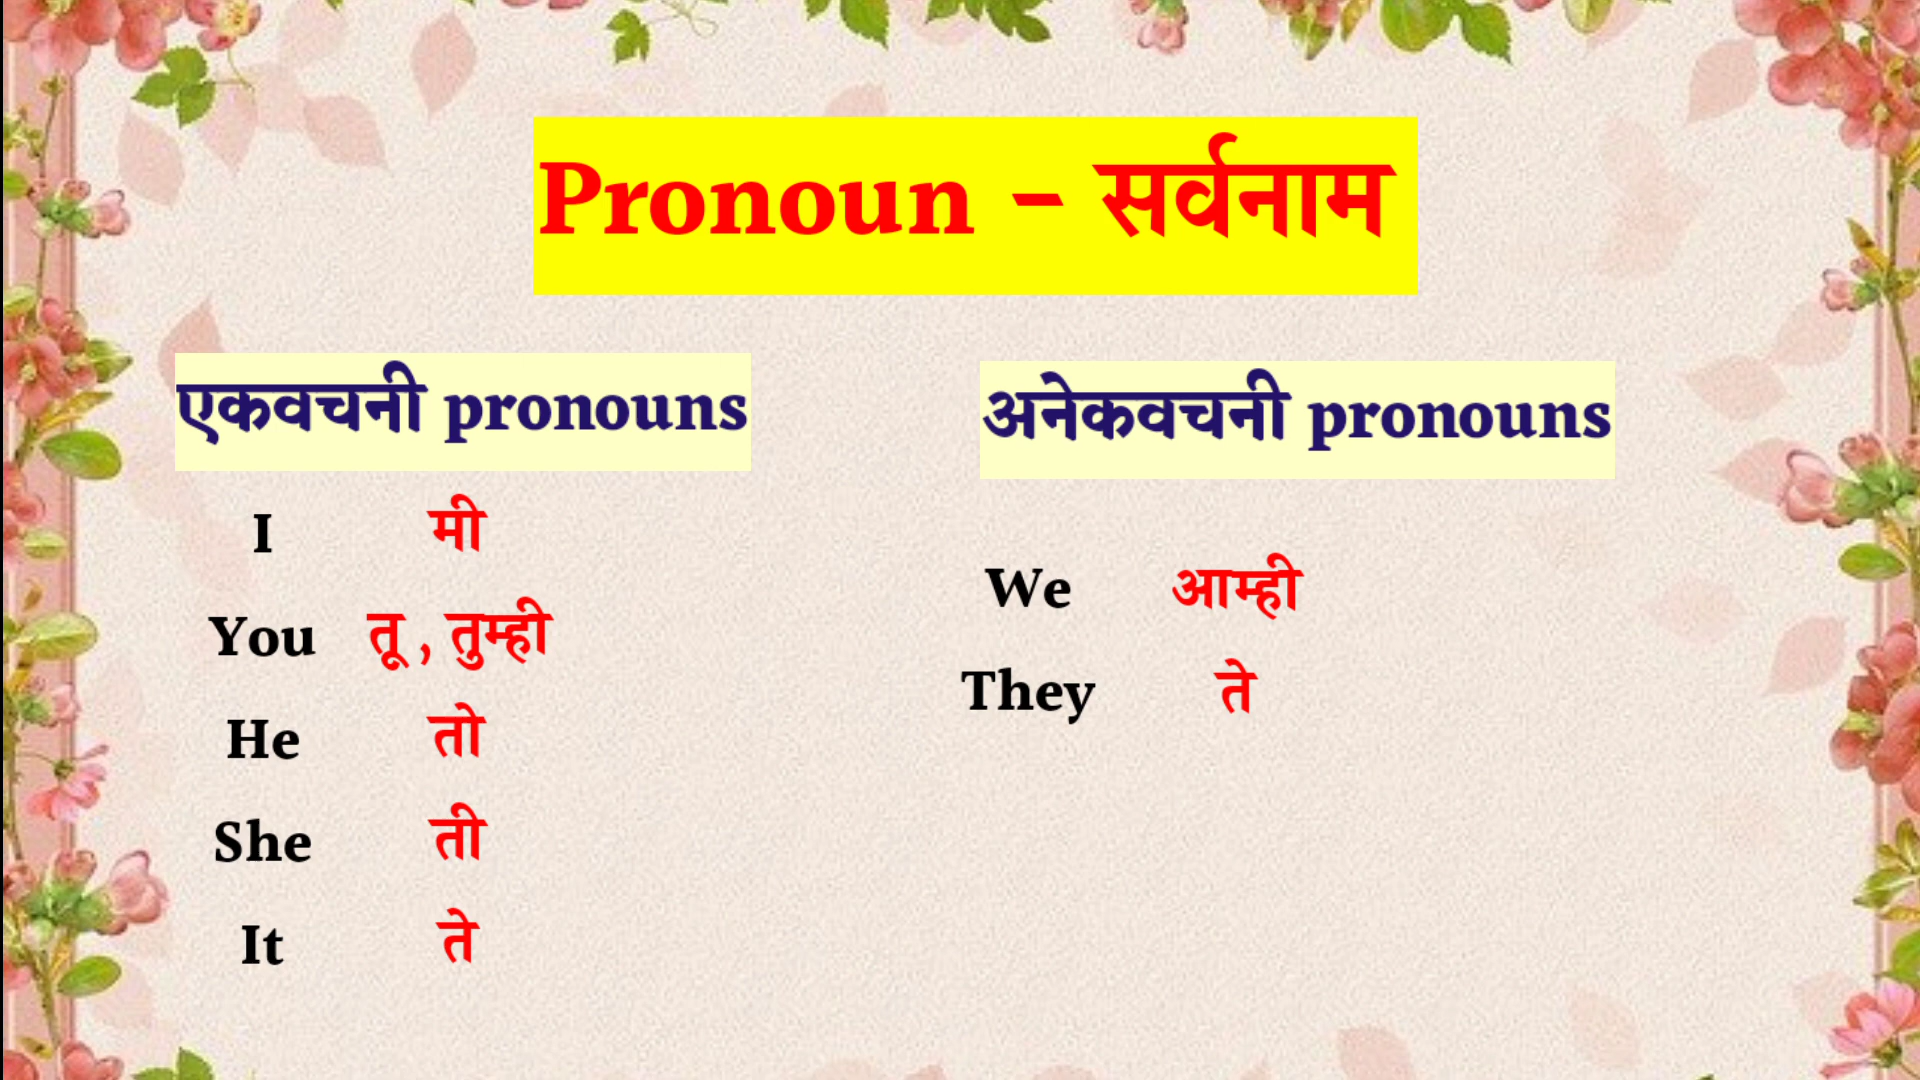 Pronoun - सर्वनाम
एकवचनी pronouns
I मी
You तू , तुम्ही
He तो
She ती
It ते
अनेकवचनी pronouns
We आम्ही
They ते